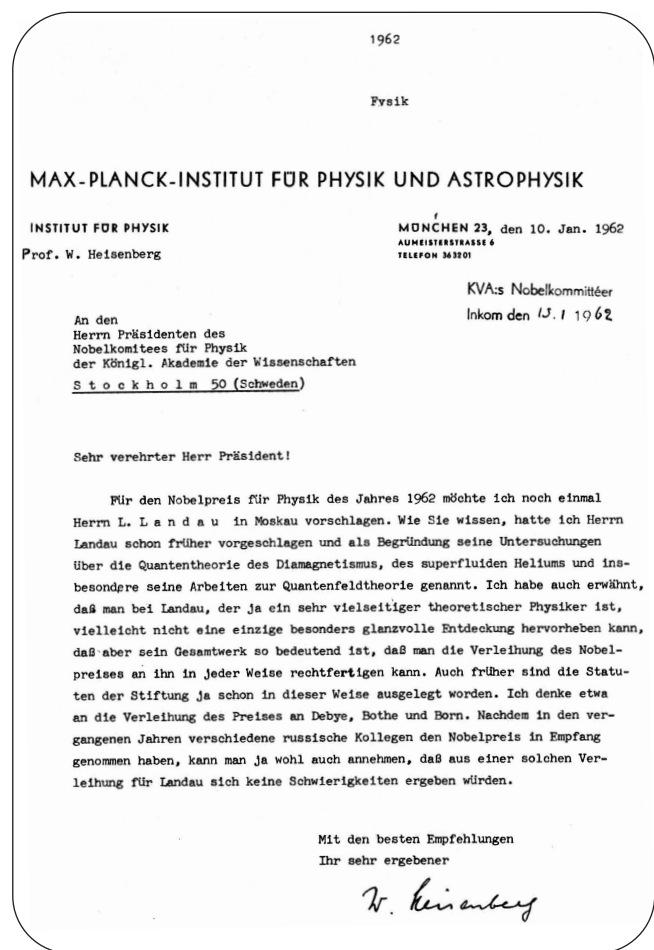 1962
Fysik
MAX-PLANCK-INSTITUT FÜR PHYSIK UND ASTROPHYSIK
INSTITUT FÜR PHYSIK
Prof. W. Heisenberg
MÜNCHEN 23, den 10. Jan. 1962
AUMEISTERSTRASSE 6
TELEFON 363201
KVA:s Nobelkommittéer
Inkom den 13.1 1962
An den
Herrn Präsidenten des
Nobelkomitees für Physik
der Königl. Akademie der Wissenschaften
S t o c k h o l m 50 (Schweden)
Sehr verehrter Herr Präsident!
Für den Nobelpreis für Physik des Jahres 1962 möchte ich noch einmal
Herrn L. L a n d a u in Moskau vorschlagen. Wie Sie wissen, hatte ich Herrn
Landau schon früher vorgeschlagen und als Begründung seine Untersuchungen
über die Quantentheorie des Diamagnetismus, des superfluiden Heliums und ins-
besondere seine Arbeiten zur Quantenfeldtheorie genannt. Ich habe auch erwähnt,
daß man bei Landau, der ja ein sehr vielseitiger theoretischer Physiker ist,
vielleicht nicht eine einzige besonders glanzvolle Entdeckung hervorheben kann,
daß aber sein Gesamtwerk so bedeutend ist, daß man die Verleihung des Nobel-
preises an ihn in jeder Weise rechtfertigen kann. Auch früher sind die Statu-
ten der Stiftung ja schon in dieser Weise ausgelegt worden. Ich denke etwa
an die Verleihung des Preises an Debye, Bothe und Born. Nachdem in den ver-
gangenen Jahren verschiedene russische Kollegen den Nobelpreis in Empfang
genommen haben, kann man ja wohl auch annehmen, daß aus einer solchen Ver-
leihung für Landau sich keine Schwierigkeiten ergeben würden.
Mit den besten Empfehlungen
Ihr sehr ergebener
W. Heisenberg